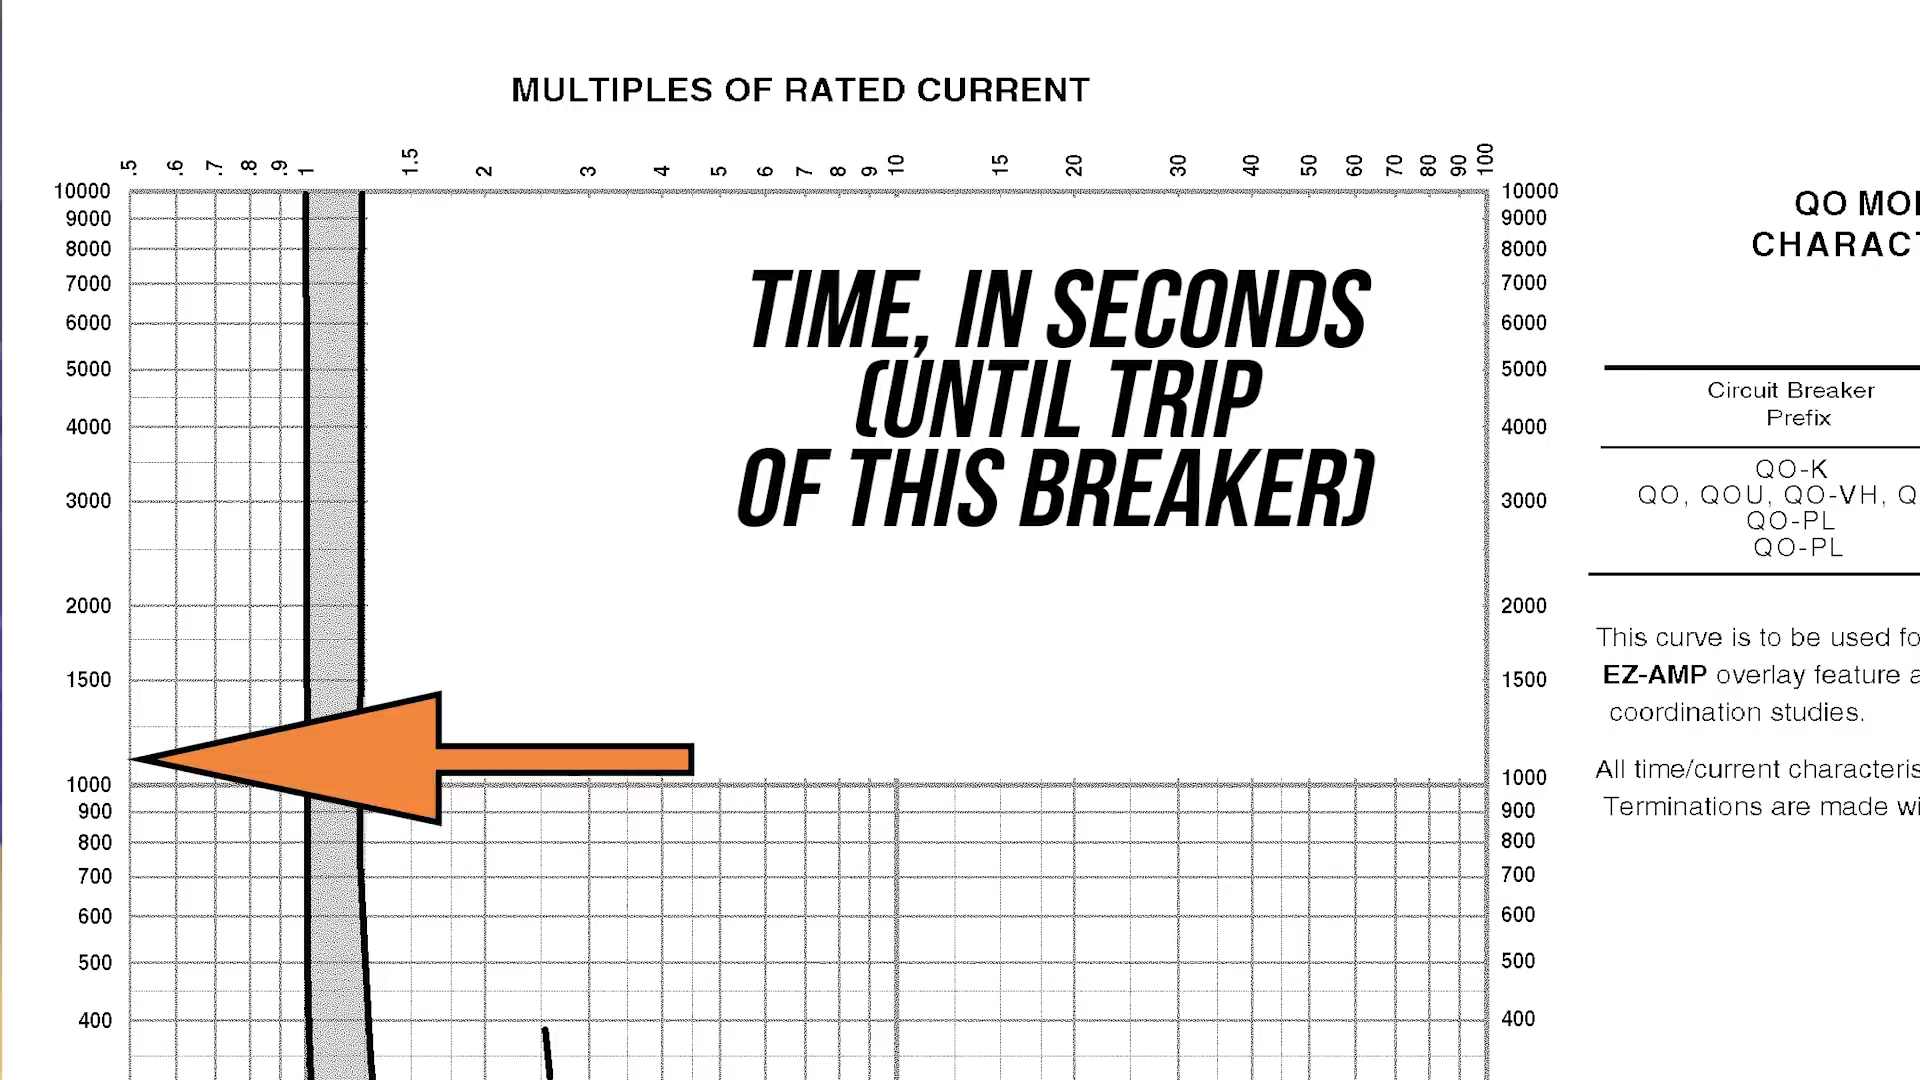 MULTIPLES OF RATED CURRENT
.5 .6 .7 .8 .9 1 1.5 2 3 4 5 6 7 8 9 10 15 20 30 40 50 60 70 80 90 100
10000 10000
9000 9000
8000 8000
7000 7000
6000 6000
5000 5000
4000 4000
3000 3000
2000 2000
1500 1500
1000 1000
900 900
800 800
700 700
600 600
500 500
400 400
TIME, IN SECONDS
(UNTIL TRIP
OF THIS BREAKER)
QO MO
CHARACT
Circuit Breaker
Prefix
QO-K
QO, QOU, QO-VH, Q
QO-PL
QO-PL
This curve is to be used fo
EZ-AMP overlay feature a
coordination studies.
All time/current characteris
Terminations are made wi